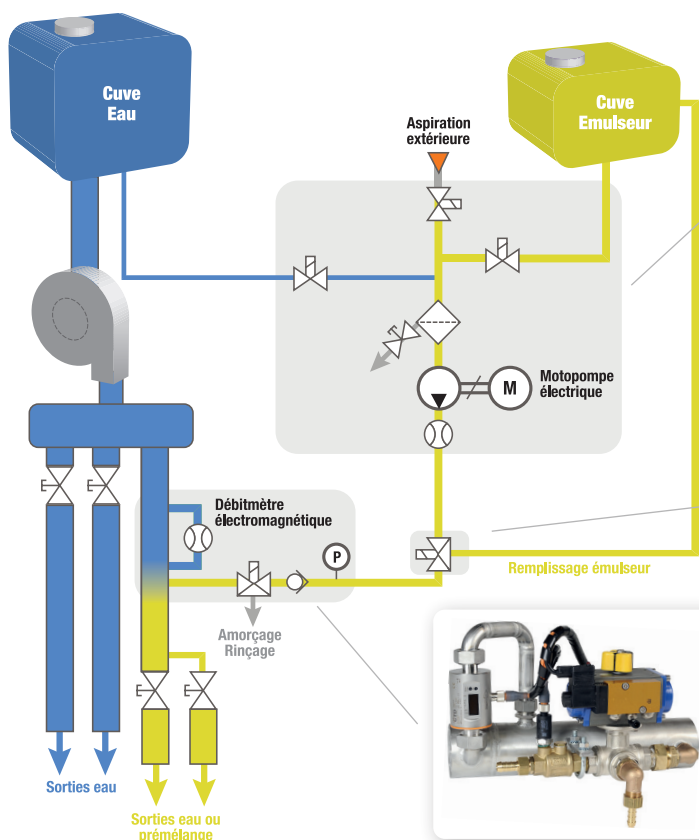 Cuve
Eau
Cuve
Emulseur
Aspiration
extérieure
Motopompe
électrique
M
Débitmètre
électromagnétique
P
Remplissage émulseur
Amorçage
Rinçage
Sorties eau
Sorties eau ou
prémélange